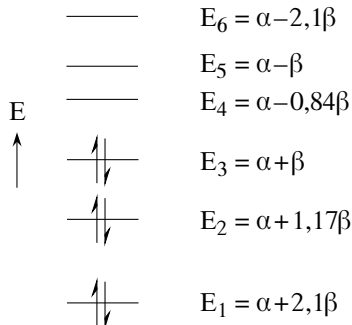 E₆ = α–2,1β
E₅ = α–β
E₄ = α–0,84β
E
E₃ = α+β
E₂ = α+1,17β
E₁ = α+2,1β